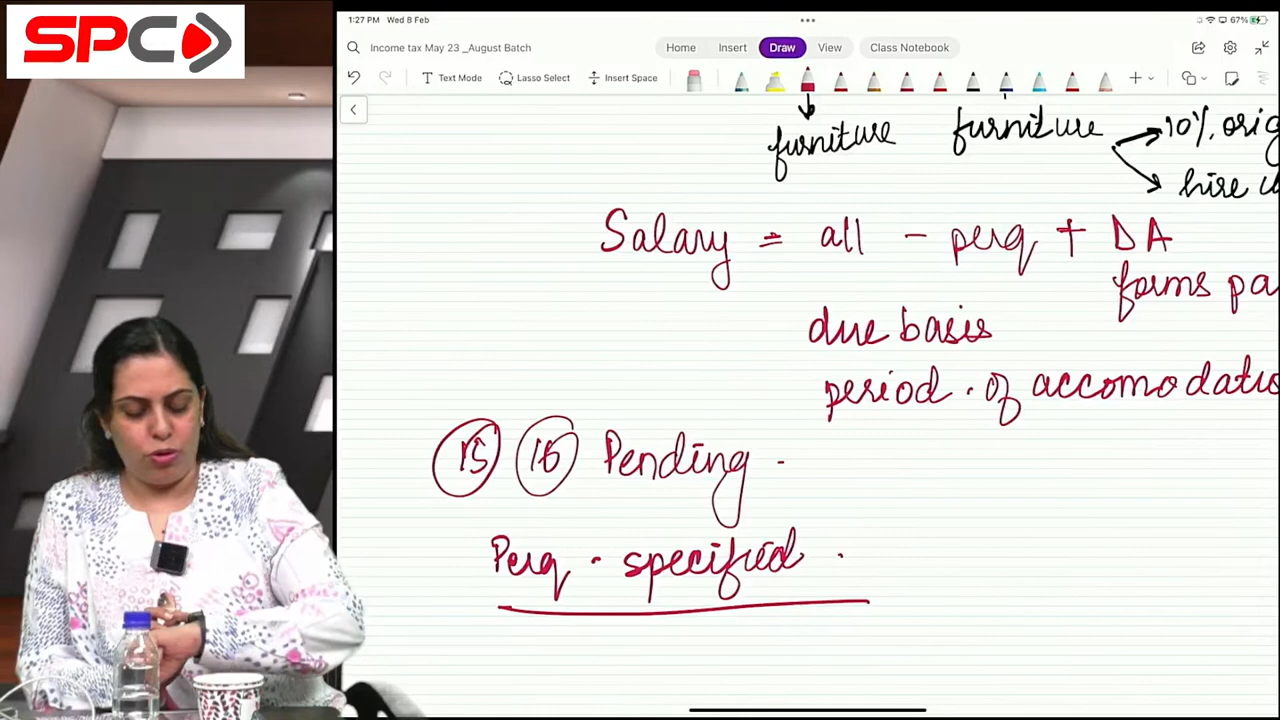 SPC
1:27 PM Wed 8 Feb
67%
Income tax May 23 _August Batch
Home Insert Draw View Class Notebook
Text Mode Lasso Select Insert Space
furniture furniture 10%. orig
hire
Salary = all - perq + DA
forms pa
due basis
period of accomodatio
15 16 Pending
Perq - specified